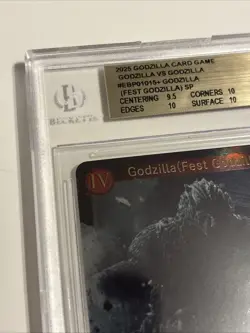 2025 GODZILLA CARD GAME
GODZILLA VS GODZILLA
#EBP01015+ GODZILLA
(FEST GODZILLA) SP
CENTERING 9.5 CORNERS 10
EDGES 10 SURFACE 10
BECKETT
IV
Godzilla(Fest